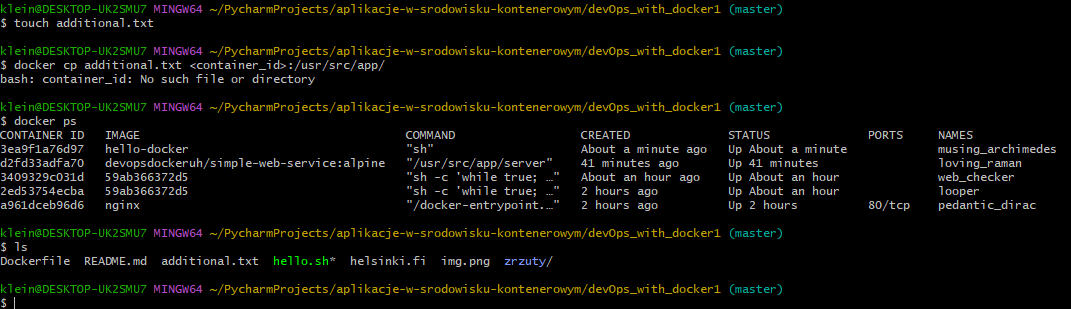 klein@DESKTOP-UK2SMU7 MINGW64 ~/PycharmProjects/aplikacje-w-srodowisku-kontenerowym/devOps_with_docker1 (master)
$ touch additional.txt
klein@DESKTOP-UK2SMU7 MINGW64 ~/PycharmProjects/aplikacje-w-srodowisku-kontenerowym/devOps_with_docker1 (master)
$ docker cp additional.txt <container_id>:/usr/src/app/
bash: container_id: No such file or directory
klein@DESKTOP-UK2SMU7 MINGW64 ~/PycharmProjects/aplikacje-w-srodowisku-kontenerowym/devOps_with_docker1 (master)
$ docker ps
CONTAINER ID   IMAGE                                   COMMAND                  CREATED              STATUS              PORTS     NAMES
3ea9f1a76d97   hello-docker                            "sh"                     About a minute ago   Up About a minute             musing_archimedes
d2fd33adfa70   devopsdockeruh/simple-web-service:alpine   "/usr/src/app/server"    41 minutes ago       Up 41 minutes                 loving_raman
3409329c031d   59ab366372d5                            "sh -c 'while true; …"   About an hour ago    Up About an hour              web_checker
2ed53754ecba   59ab366372d5                            "sh -c 'while true; …"   2 hours ago          Up About an hour              looper
a961dceb96d6   nginx                                   "/docker-entrypoint.…"   2 hours ago          Up 2 hours          80/tcp    pedantic_dirac
klein@DESKTOP-UK2SMU7 MINGW64 ~/PycharmProjects/aplikacje-w-srodowisku-kontenerowym/devOps_with_docker1 (master)
$ ls
Dockerfile  README.md  additional.txt  hello.sh*  helsinki.fi  img.png  zrzuty/
klein@DESKTOP-UK2SMU7 MINGW64 ~/PycharmProjects/aplikacje-w-srodowisku-kontenerowym/devOps_with_docker1 (master)
$